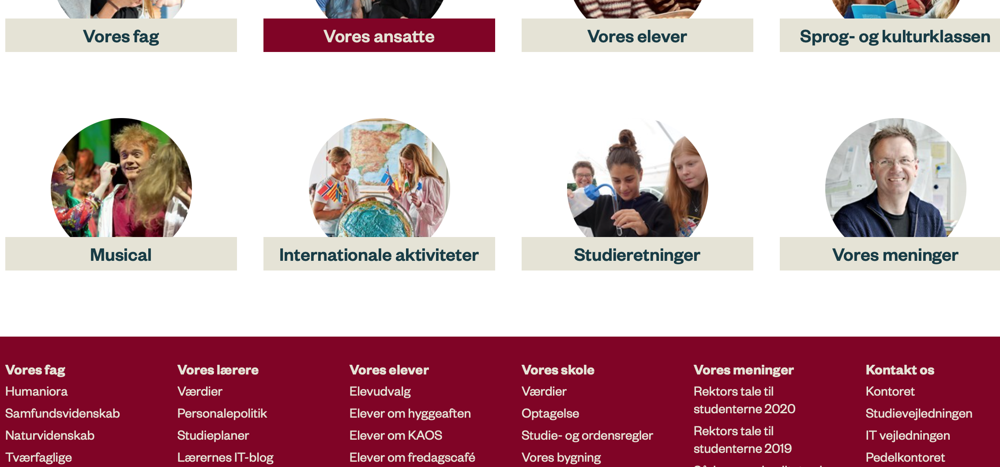 Vores fag
Vores ansatte
Vores elever
Sprog- og kulturklassen
Musical
Internationale aktiviteter
Studieretninger
Vores meninger
Vores fag
Humaniora
Samfundsvidenskab
Naturvidenskab
Tværfaglige
Vores lærere
Værdier
Personalepolitik
Studieplaner
Lærernes IT-blog
Vores elever
Elevudvalg
Elever om hyggeaften
Elever om KAOS
Elever om fredagscafé
Vores skole
Værdier
Optagelse
Studie- og ordensregler
Vores bygning
Vores meninger
Rektors tale til
studenterne 2020
Rektors tale til
studenterne 2019
Kontakt os
Kontoret
Studievejledningen
IT vejledningen
Pedelkontoret